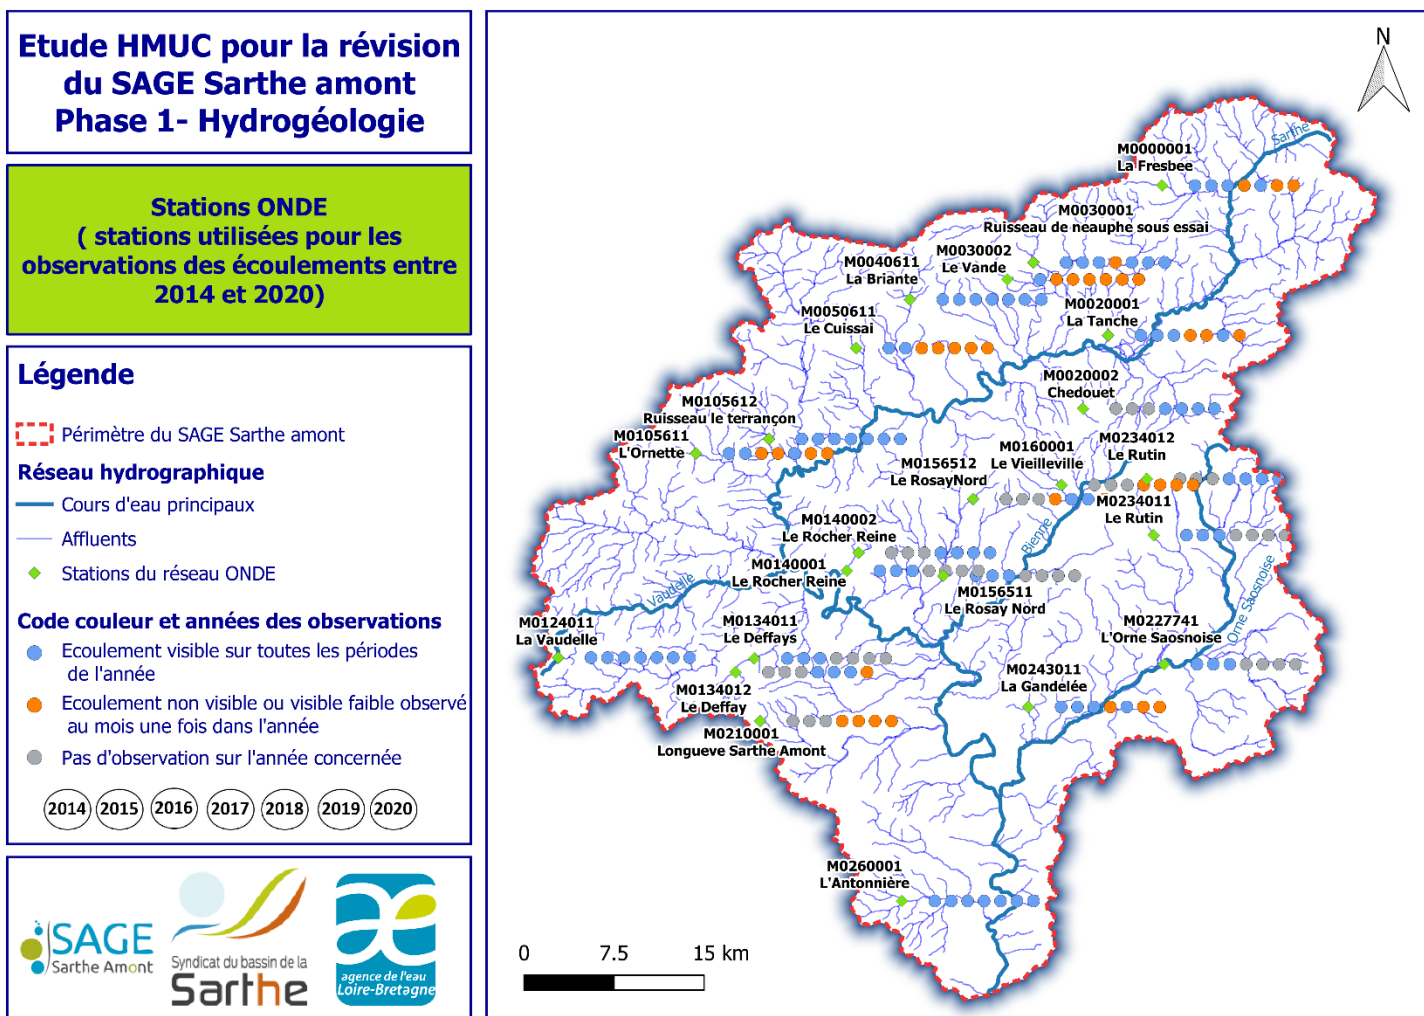 Etude HMUC pour la révision
du SAGE Sarthe amont
Phase 1- Hydrogéologie
Stations ONDE
( stations utilisées pour les
observations des écoulements entre
2014 et 2020)
Légende
Périmètre du SAGE Sarthe amont
Réseau hydrographique
Cours d'eau principaux
Affluents
Stations du réseau ONDE
Code couleur et années des observations
Ecoulement visible sur toutes les périodes
de l'année
Ecoulement non visible ou visible faible observé
au mois une fois dans l'année
Pas d'observation sur l'année concernée
2014 2015 2016 2017 2018 2019 2020
SAGE
Sarthe Amont
Syndicat du bassin de la
Sarthe
ae
agence de l'eau
Loire-Bretagne
N
Sarthe
M0000001
La Fresbee
M0030001
Ruisseau de neauphe sous essai
M0030002
Le Vande
M0040611
La Briante
M0050611
Le Cuissai
M0020001
La Tanche
M0020002
Chedouet
M0105612
Ruisseau le terrançon
M0105611
L'Ornette
M0234012
Le Rutin
M0160001
Le Vieilleville
M0156512
Le RosayNord
M0234011
Le Rutin
M0140002
Le Rocher Reine
M0140001
Le Rocher Reine
Bienne
M0156511
Le Rosay Nord
Orne Saosnoise
Vaudelle
M0124011
La Vaudelle
M0134011
Le Deffays
M0227741
L'Orne Saosnoise
M0134012
Le Deffay
M0243011
La Gandelée
M0210001
Longueve Sarthe Amont
M0260001
L'Antonnière
0 7.5 15 km